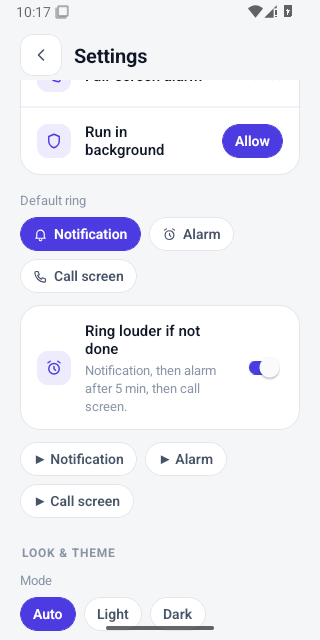 10:17
Settings
Run in
background
Allow
Default ring
Notification
Alarm
Call screen
Ring louder if not
done
Notification, then alarm
after 5 min, then call
screen.
▶ Notification
▶ Alarm
▶ Call screen
LOOK & THEME
Mode
Auto
Light
Dark